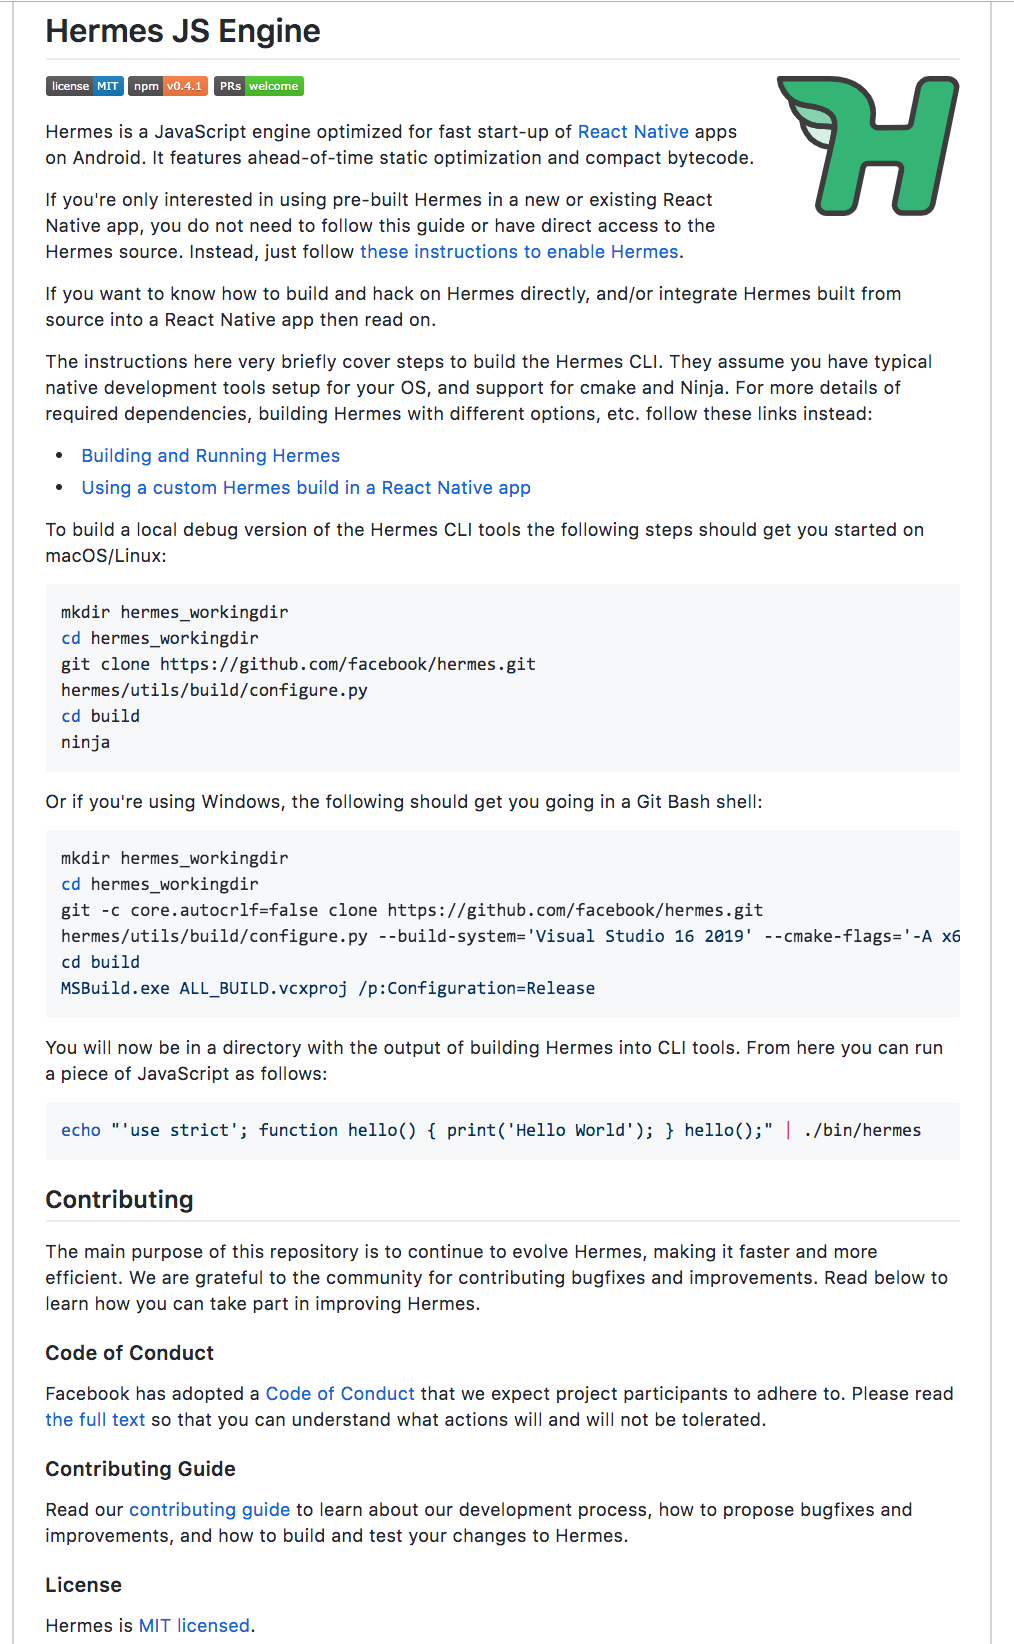 Hermes JS Engine
license MIT npm v0.4.1 PRs welcome
Hermes is a JavaScript engine optimized for fast start-up of React Native apps
on Android. It features ahead-of-time static optimization and compact bytecode.
If you're only interested in using pre-built Hermes in a new or existing React
Native app, you do not need to follow this guide or have direct access to the
Hermes source. Instead, just follow these instructions to enable Hermes.
If you want to know how to build and hack on Hermes directly, and/or integrate Hermes built from
source into a React Native app then read on.
The instructions here very briefly cover steps to build the Hermes CLI. They assume you have typical
native development tools setup for your OS, and support for cmake and Ninja. For more details of
required dependencies, building Hermes with different options, etc. follow these links instead:
• Building and Running Hermes
• Using a custom Hermes build in a React Native app
To build a local debug version of the Hermes CLI tools the following steps should get you started on
macOS/Linux:
mkdir hermes_workingdir
cd hermes_workingdir
git clone https://github.com/facebook/hermes.git
hermes/utils/build/configure.py
cd build
ninja
Or if you're using Windows, the following should get you going in a Git Bash shell:
mkdir hermes_workingdir
cd hermes_workingdir
git -c core.autocrlf=false clone https://github.com/facebook/hermes.git
hermes/utils/build/configure.py --build-system='Visual Studio 16 2019' --cmake-flags='-A x6
cd build
MSBuild.exe ALL_BUILD.vcxproj /p:Configuration=Release
You will now be in a directory with the output of building Hermes into CLI tools. From here you can run
a piece of JavaScript as follows:
echo "'use strict'; function hello() { print('Hello World'); } hello();" | ./bin/hermes
Contributing
The main purpose of this repository is to continue to evolve Hermes, making it faster and more
efficient. We are grateful to the community for contributing bugfixes and improvements. Read below to
learn how you can take part in improving Hermes.
Code of Conduct
Facebook has adopted a Code of Conduct that we expect project participants to adhere to. Please read
the full text so that you can understand what actions will and will not be tolerated.
Contributing Guide
Read our contributing guide to learn about our development process, how to propose bugfixes and
improvements, and how to build and test your changes to Hermes.
License
Hermes is MIT licensed.